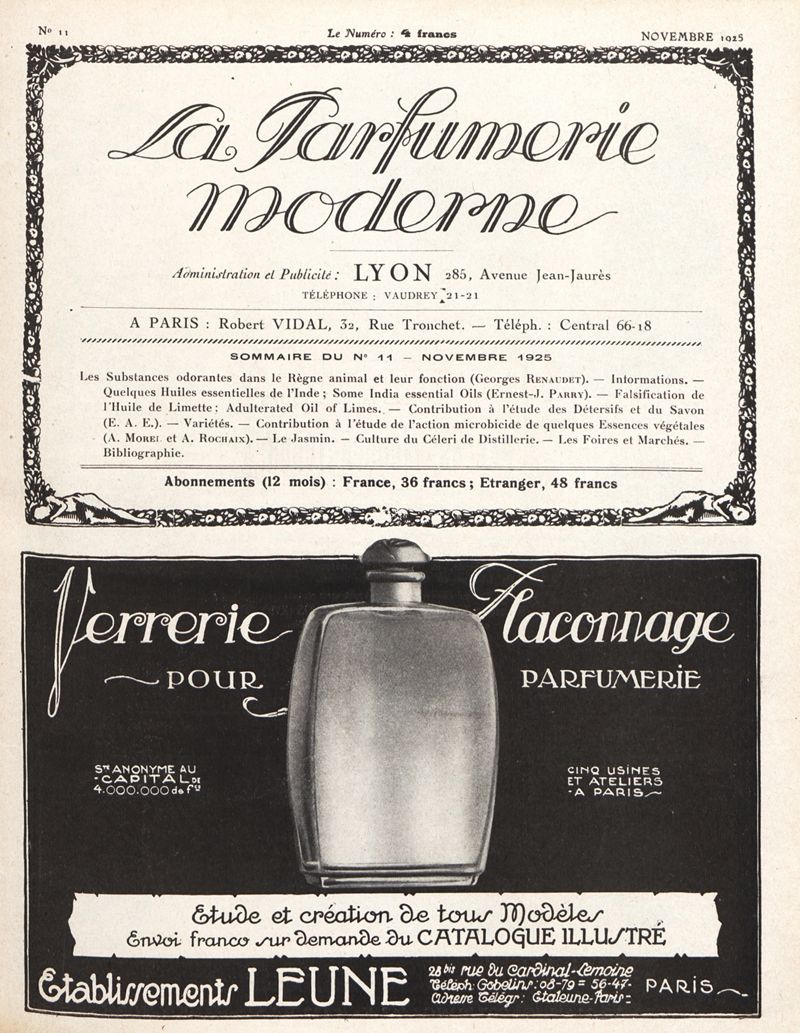 No 11
Le Numéro : 4 francs
NOVEMBRE 1925
La Parfumerie
moderne
Administration et Publicité : LYON 285, Avenue Jean-Jaurès
TÉLÉPHONE : VAUDREY 21-21
A PARIS : Robert VIDAL, 32, Rue Tronchet. — Téléph. : Central 66-18
SOMMAIRE DU N° 11 — NOVEMBRE 1925
Les Substances odorantes dans le Règne animal et leur fonction (Georges RENAUDET). — Informations. —
Quelques Huiles essentielles de l'Inde ; Some India essential Oils (Ernest-J. PARRY). — Falsification de
l'Huile de Limette ; Adulterated Oil of Limes. — Contribution à l'étude des Détersifs et du Savon
(E. A. E.). — Variétés. — Contribution à l'étude de l'action microbicide de quelques Essences végétales
(A. MOREL et A. ROCHAIX). — Le Jasmin. — Culture du Céleri de Distillerie. — Les Foires et Marchés. —
Bibliographie.
Abonnements (12 mois) : France, 36 francs ; Etranger, 48 francs
Verrerie Flaconnage
POUR PARFUMERIE
Sté ANONYME AU
CAPITAL DE
4.000.000 de frs
CINQ USINES
ET ATELIERS
A PARIS
Etude et création de tous Modèles
Envoi franco sur demande du CATALOGUE ILLUSTRÉ
Etablissements LEUNE
28 bis rue du Cardinal-Lemoine
Téléph: Gobelins: 08-79 = 56-47-
Adresse Télégr: Etaleune-Paris:
PARIS